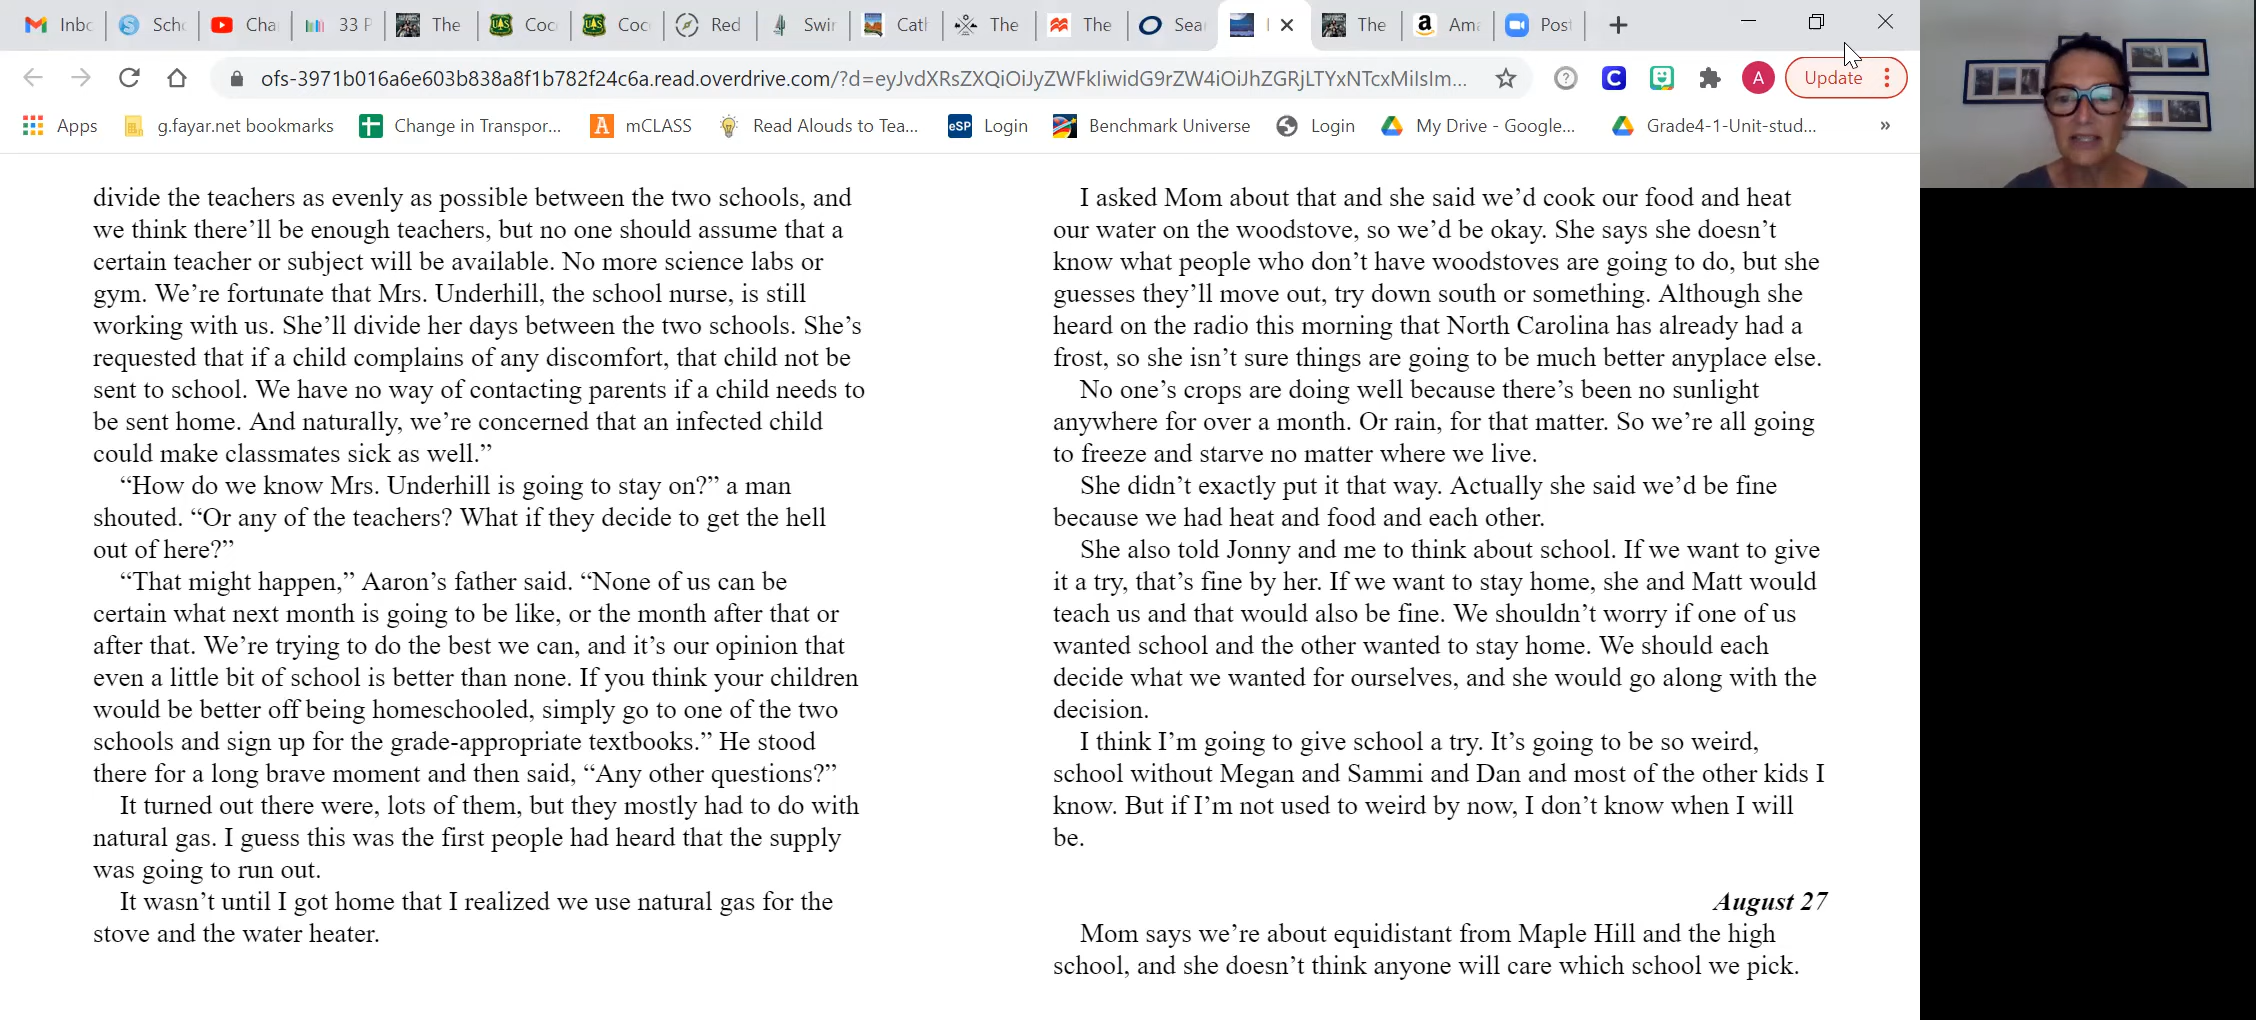 Inbo
Scho
Cha
33 P
The
Coc
Coc
Red
Swin
Cath
The
The
Sea
The
Ama
Post
ofs-3971b016a6e603b838a8f1b782f24c6a.read.overdrive.com/?d=eyJvdXRsZXQiOiJyZWFkIiwidG9rZW4iOiJhZGRjLTYxNTcxMiIsIm...
A
Update
Apps
g.fayar.net bookmarks
Change in Transpor...
A
mCLASS
Read Alouds to Tea...
eSP
Login
Benchmark Universe
Login
My Drive - Google...
Grade4-1-Unit-stud...
»
divide the teachers as evenly as possible between the two schools, and
we think there’ll be enough teachers, but no one should assume that a
certain teacher or subject will be available. No more science labs or
gym. We’re fortunate that Mrs. Underhill, the school nurse, is still
working with us. She’ll divide her days between the two schools. She’s
requested that if a child complains of any discomfort, that child not be
sent to school. We have no way of contacting parents if a child needs to
be sent home. And naturally, we’re concerned that an infected child
could make classmates sick as well.”
“How do we know Mrs. Underhill is going to stay on?” a man
shouted. “Or any of the teachers? What if they decide to get the hell
out of here?”
“That might happen,” Aaron’s father said. “None of us can be
certain what next month is going to be like, or the month after that or
after that. We’re trying to do the best we can, and it’s our opinion that
even a little bit of school is better than none. If you think your children
would be better off being homeschooled, simply go to one of the two
schools and sign up for the grade-appropriate textbooks.” He stood
there for a long brave moment and then said, “Any other questions?”
It turned out there were, lots of them, but they mostly had to do with
natural gas. I guess this was the first people had heard that the supply
was going to run out.
It wasn’t until I got home that I realized we use natural gas for the
stove and the water heater.
I asked Mom about that and she said we’d cook our food and heat
our water on the woodstove, so we’d be okay. She says she doesn’t
know what people who don’t have woodstoves are going to do, but she
guesses they’ll move out, try down south or something. Although she
heard on the radio this morning that North Carolina has already had a
frost, so she isn’t sure things are going to be much better anyplace else.
No one’s crops are doing well because there’s been no sunlight
anywhere for over a month. Or rain, for that matter. So we’re all going
to freeze and starve no matter where we live.
She didn’t exactly put it that way. Actually she said we’d be fine
because we had heat and food and each other.
She also told Jonny and me to think about school. If we want to give
it a try, that’s fine by her. If we want to stay home, she and Matt would
teach us and that would also be fine. We shouldn’t worry if one of us
wanted school and the other wanted to stay home. We should each
decide what we wanted for ourselves, and she would go along with the
decision.
I think I’m going to give school a try. It’s going to be so weird,
school without Megan and Sammi and Dan and most of the other kids I
know. But if I’m not used to weird by now, I don’t know when I will
be.
August 27
Mom says we’re about equidistant from Maple Hill and the high
school, and she doesn’t think anyone will care which school we pick.